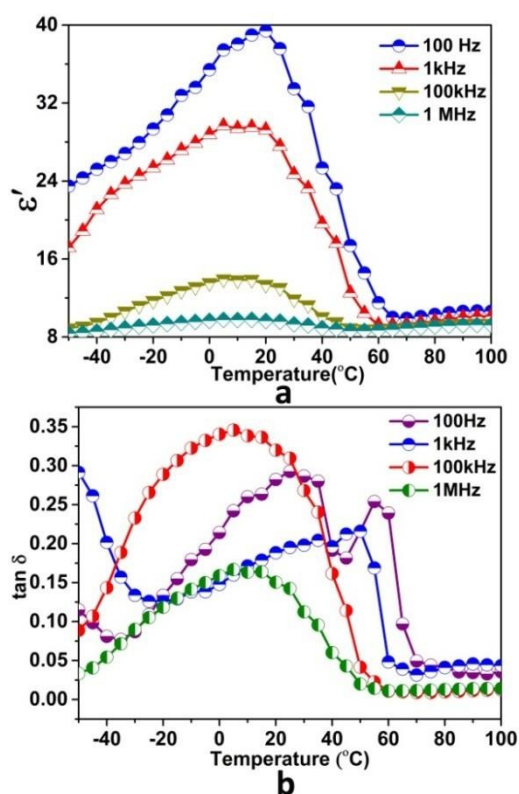 40
32
24
16
8
ε'
100 Hz
1kHz
100kHz
1 MHz
-40 -20 0 20 40 60 80 100
Temperature(°C)
a
0.35
0.30
0.25
0.20
0.15
0.10
0.05
0.00
tan δ
100Hz
1kHz
100kHz
1MHz
-40 -20 0 20 40 60 80 100
Temperature (°C)
b